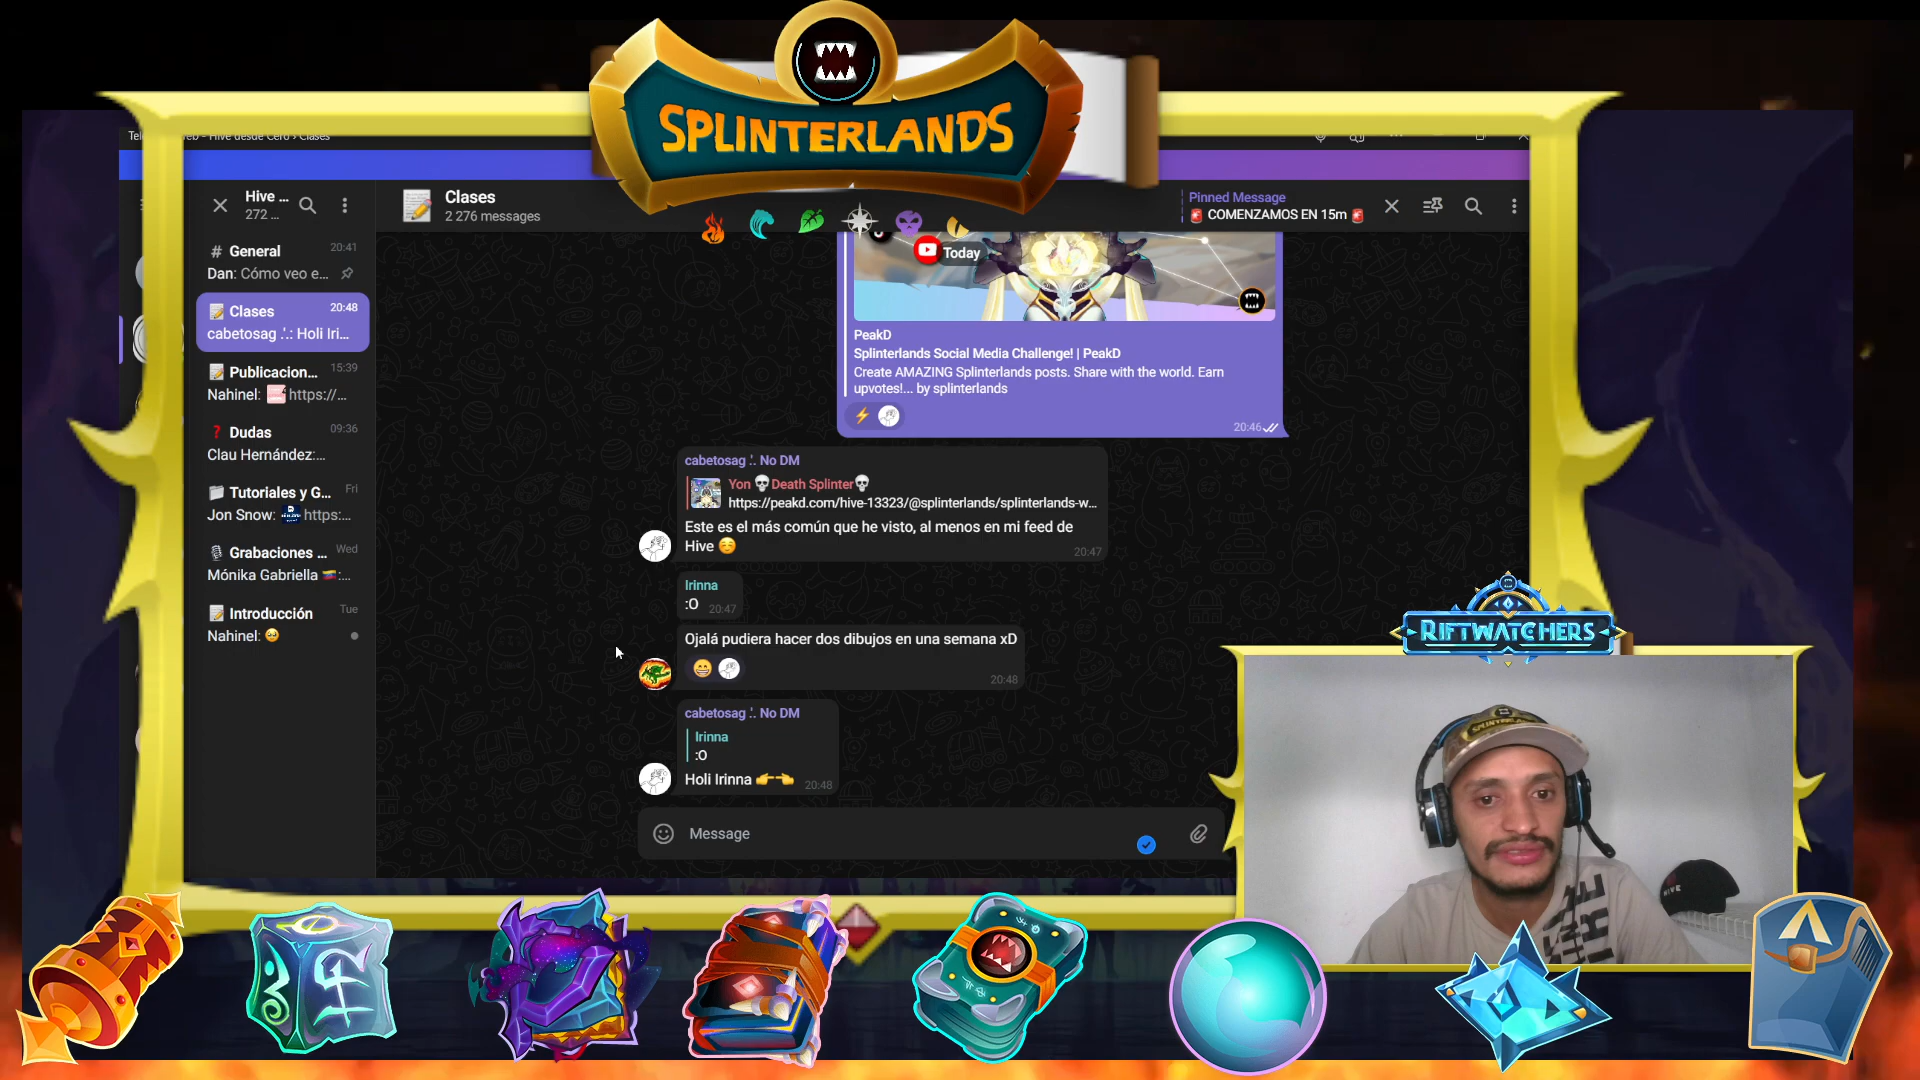 SPLINTERLANDS
Hive desde Cero › Clases
Hive ...
272 ...
Clases
2 276 messages
Pinned Message
🚨 COMENZAMOS EN 15m 🚨
# General 20:41
Dan: Cómo veo e...
Clases 20:48
cabetosag .'.: Holi Iri...
Publicacion... 15:39
Nahinel: https://...
Dudas 09:36
Clau Hernández:...
Tutoriales y G... Fri
Jon Snow: https:...
Grabaciones ... Wed
Mónika Gabriella 🇻🇪:...
Introducción Tue
Nahinel: 🥺
Today
PeakD
Splinterlands Social Media Challenge! | PeakD
Create AMAZING Splinterlands posts. Share with the world. Earn
upvotes!... by splinterlands
20:46
cabetosag .'. No DM
Yon 💀Death Splinter💀
https://peakd.com/hive-13323/@splinterlands/splinterlands-w...
Este es el más común que he visto, al menos en mi feed de
Hive ☺️
20:47
Irinna
:O 20:47
Ojalá pudiera hacer dos dibujos en una semana xD
20:48
cabetosag .'. No DM
Irinna
:O
Holi Irinna 👉👈 20:48
Message
RIFTWATCHERS
SPLINTERLANDS
HIVE